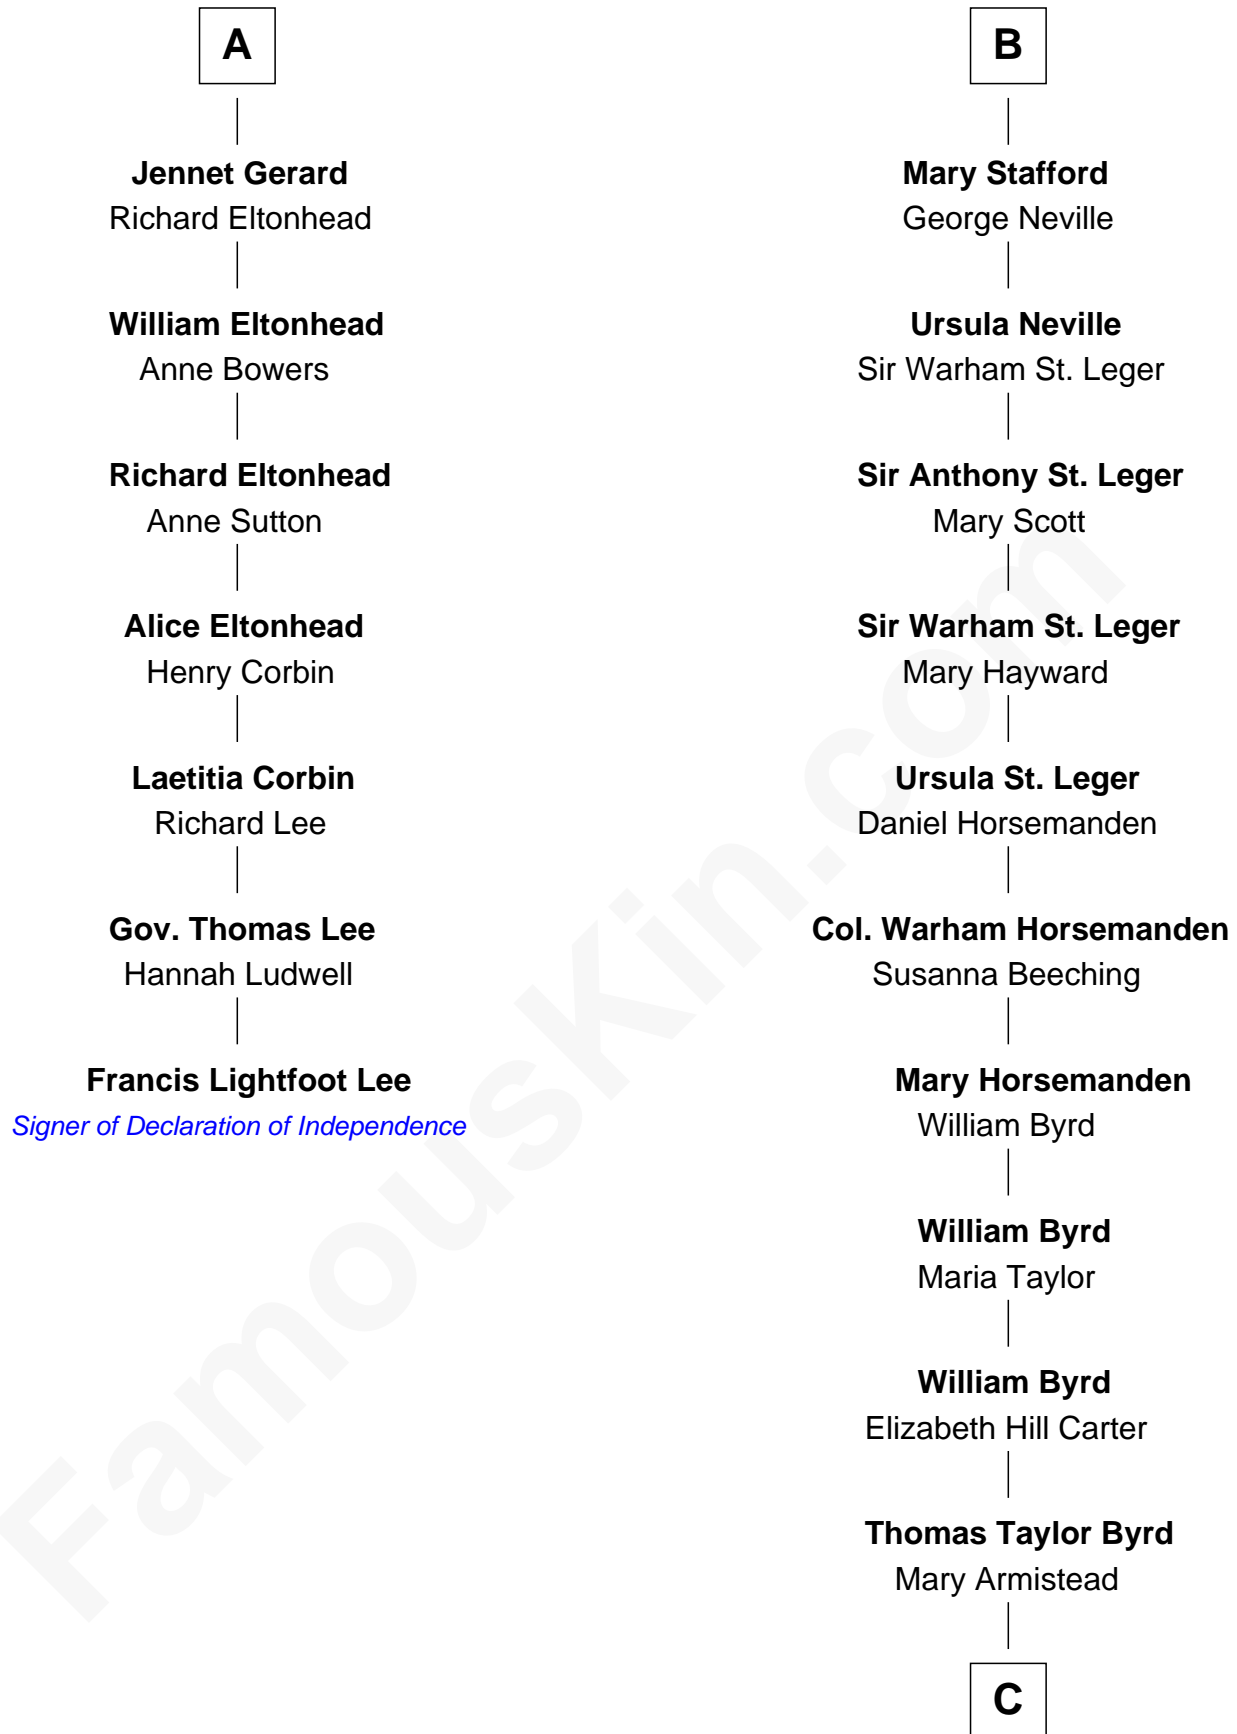 A
Jennet Gerard
Richard Eltonhead
William Eltonhead
Anne Bowers
Richard Eltonhead
Anne Sutton
Alice Eltonhead
Henry Corbin
Laetitia Corbin
Richard Lee
Gov. Thomas Lee
Hannah Ludwell
Francis Lightfoot Lee
Signer of Declaration of Independence
B
Mary Stafford
George Neville
Ursula Neville
Sir Warham St. Leger
Sir Anthony St. Leger
Mary Scott
Sir Warham St. Leger
Mary Hayward
Ursula St. Leger
Daniel Horsemanden
Col. Warham Horsemanden
Susanna Beeching
Mary Horsemanden
William Byrd
William Byrd
Maria Taylor
William Byrd
Elizabeth Hill Carter
Thomas Taylor Byrd
Mary Armistead
C
FamousKin.com